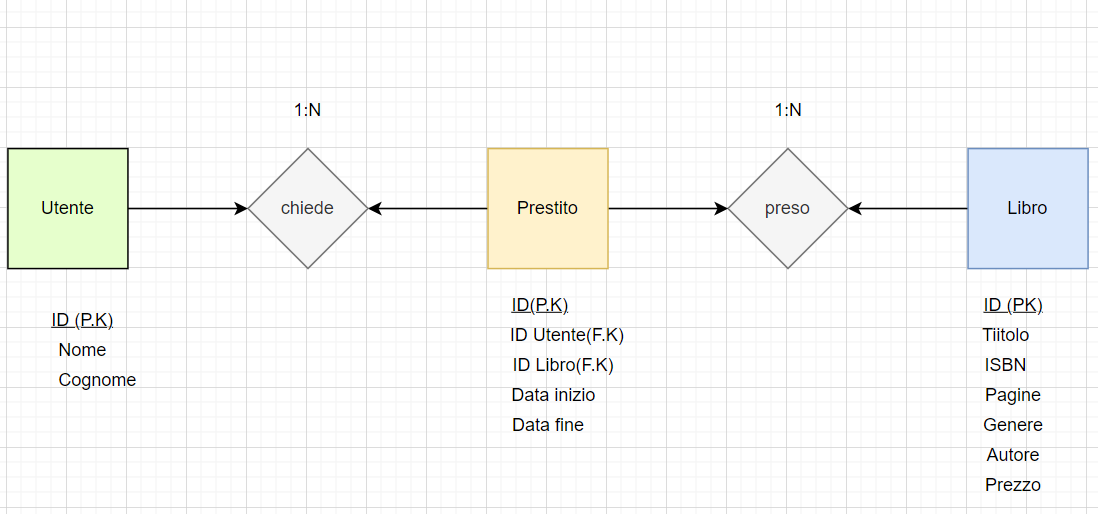 1:N
1:N
Utente
chiede
Prestito
preso
Libro
ID (P.K)
Nome
Cognome
ID(P.K)
ID Utente(F.K)
ID Libro(F.K)
Data inizio
Data fine
ID (PK)
Tiitolo
ISBN
Pagine
Genere
Autore
Prezzo